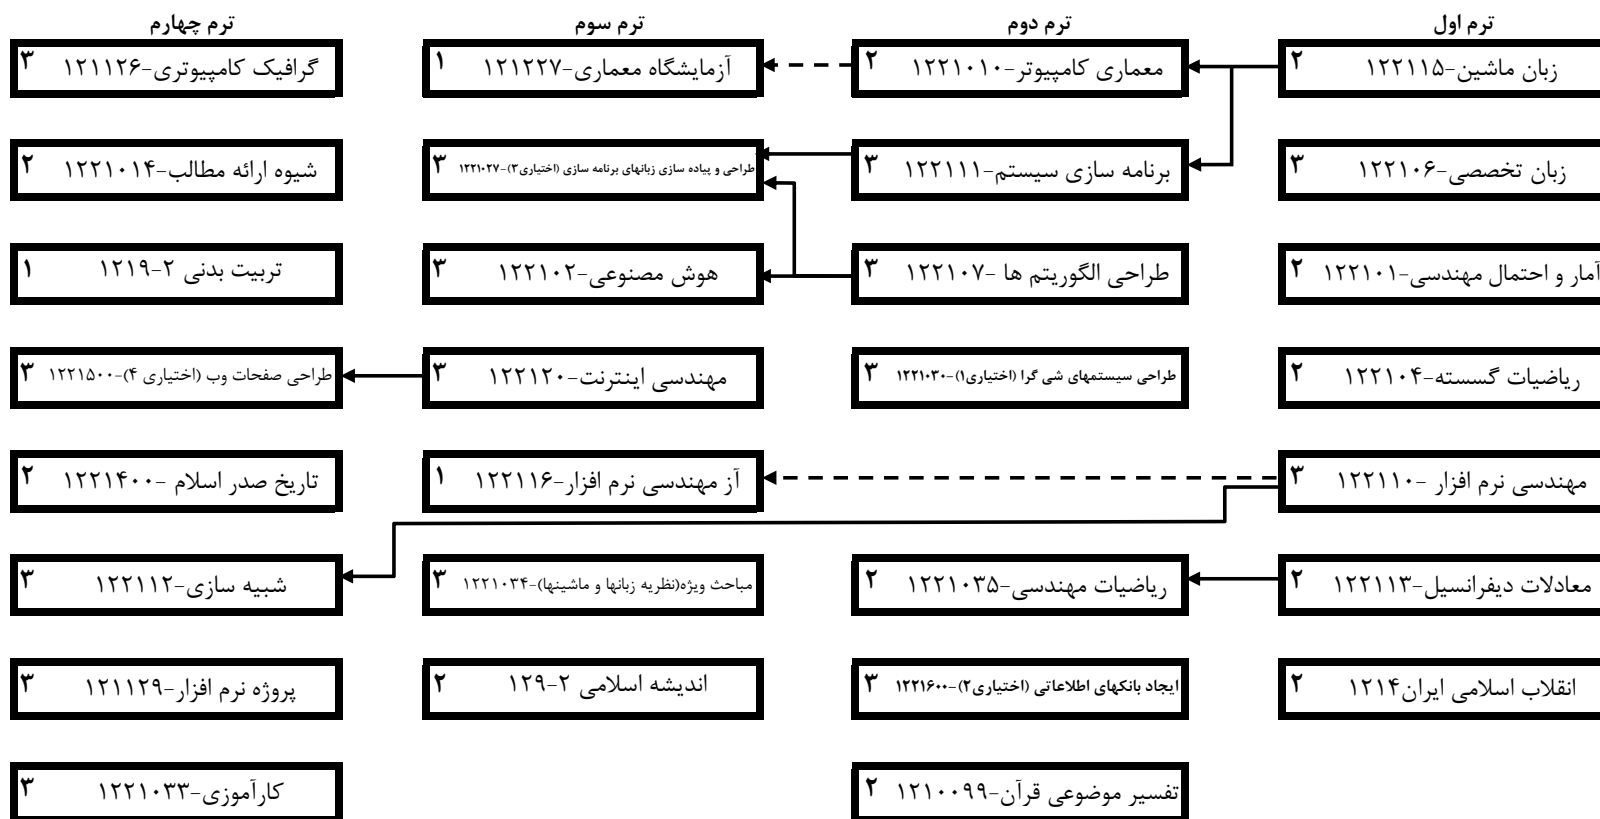 ترم اول
ترم دوم
ترم سوم
ترم چهارم
زبان ماشین-۱۲۲۱۱۵ ۲
معماری کامپیوتر-۱۲۲۱۰۱۰ ۲
آزمایشگاه معماری-۱۲۱۲۲۷ ۱
گرافیک کامپیوتری-۱۲۱۱۲۶ ۳
زبان تخصصی-۱۲۲۱۰۶ ۳
برنامه سازی سیستم-۱۲۲۱۱۱ ۳
طراحی و پیاده سازی زبانهای برنامه سازی (اختیاری۳)-۱۲۲۱۰۲۷ ۳
شیوه ارائه مطالب-۱۲۲۱۰۱۴ ۲
آمار و احتمال مهندسی-۱۲۲۱۰۱ ۲
طراحی الگوریتم ها -۱۲۲۱۰۷ ۳
هوش مصنوعی-۱۲۲۱۰۲ ۳
تربیت بدنی ۲-۱۲۱۹ ۱
ریاضیات گسسته-۱۲۲۱۰۴ ۲
طراحی سیستمهای شی گرا (اختیاری۱)-۱۲۲۱۰۳۰ ۳
مهندسی اینترنت-۱۲۲۱۲۰ ۳
طراحی صفحات وب (اختیاری ۴)-۱۲۲۱۵۰۰ ۳
مهندسی نرم افزار -۱۲۲۱۱۰ ۳
آز مهندسی نرم افزار-۱۲۲۱۱۶ ۱
تاریخ صدر اسلام -۱۲۲۱۴۰۰ ۲
معادلات دیفرانسیل-۱۲۲۱۱۳ ۲
ریاضیات مهندسی-۱۲۲۱۰۳۵ ۲
مباحث ویژه(نظریه زبانها و ماشینها)-۱۲۲۱۰۳۴ ۳
شبیه سازی-۱۲۲۱۱۲ ۳
انقلاب اسلامی ایران۱۲۱۴ ۲
ایجاد بانکهای اطلاعاتی (اختیاری۲)-۱۲۲۱۶۰۰ ۳
اندیشه اسلامی ۲-۱۲۹ ۲
پروژه نرم افزار-۱۲۱۱۲۹ ۳
تفسیر موضوعی قرآن-۱۲۱۰۰۹۹ ۲
کارآموزی-۱۲۲۱۰۳۳ ۳